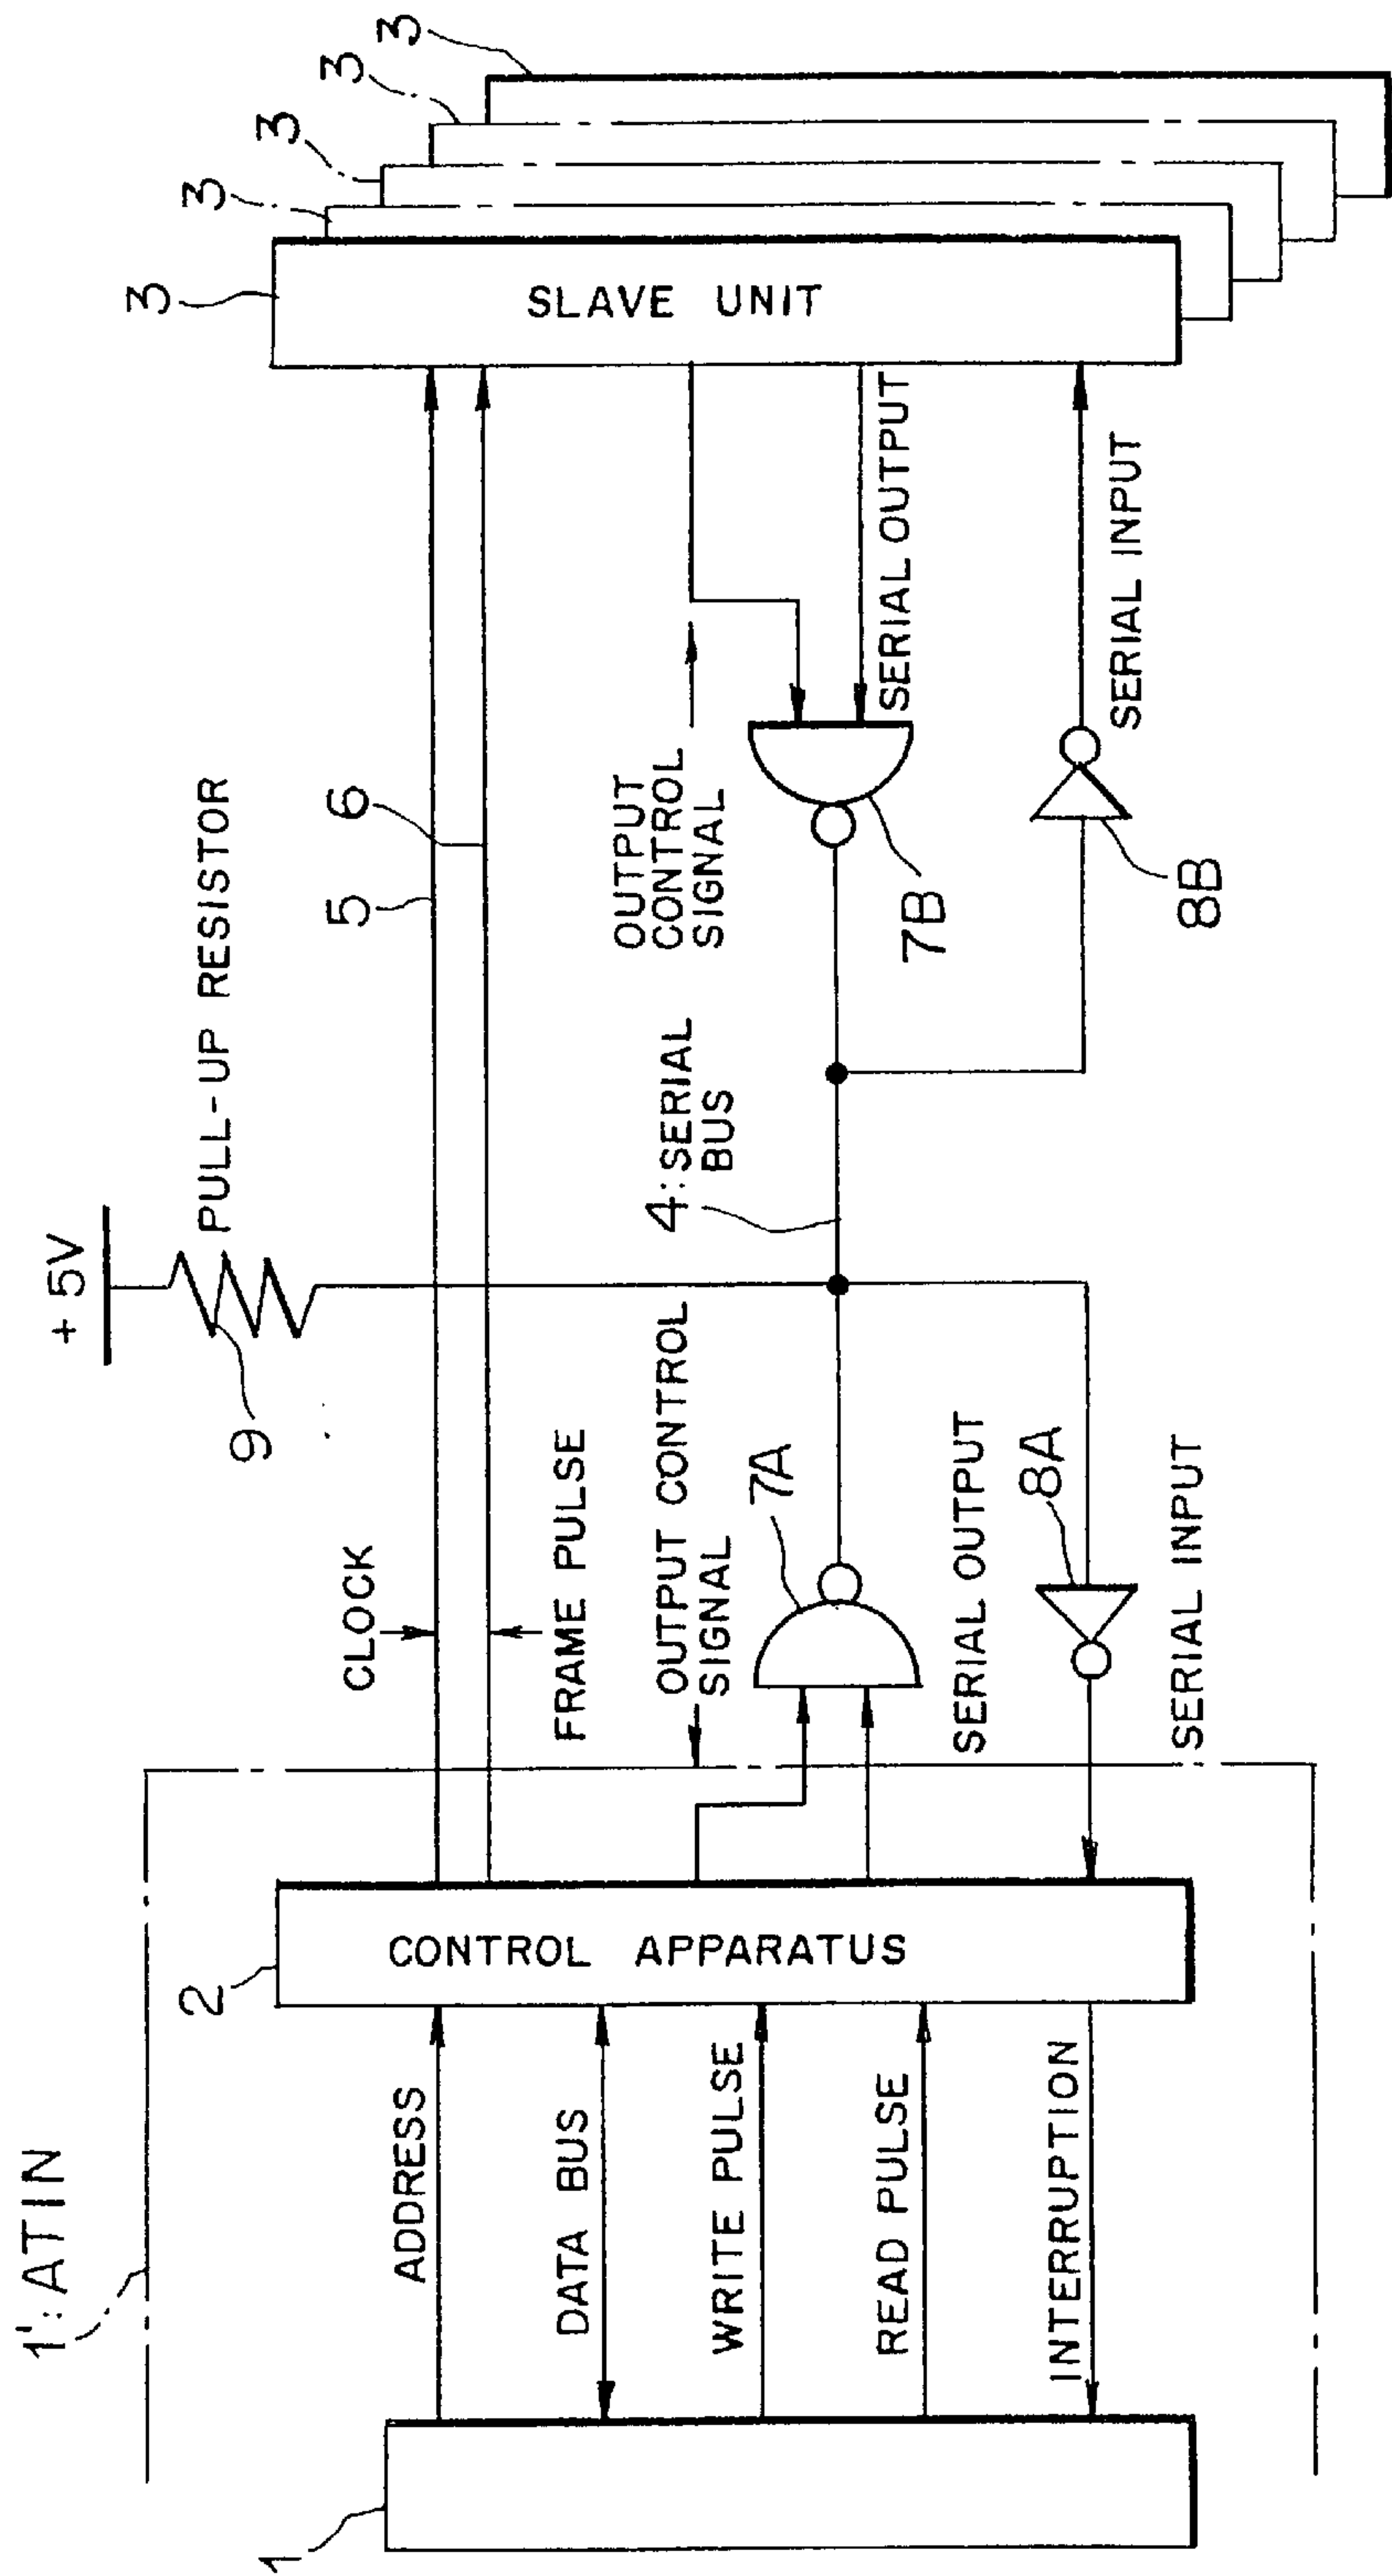 1': ATIN
1
ADDRESS
DATA BUS
WRITE PULSE
READ PULSE
INTERRUPTION
2
CONTROL APPARATUS
CLOCK
FRAME PULSE
OUTPUT CONTROL
SIGNAL
7A
SERIAL OUTPUT
8A
SERIAL INPUT
+5V
9
PULL-UP RESISTOR
5
6
4: SERIAL
BUS
OUTPUT
CONTROL
SIGNAL
7B
8B
SERIAL OUTPUT
SERIAL INPUT
SLAVE UNIT
3
3
3
3
3